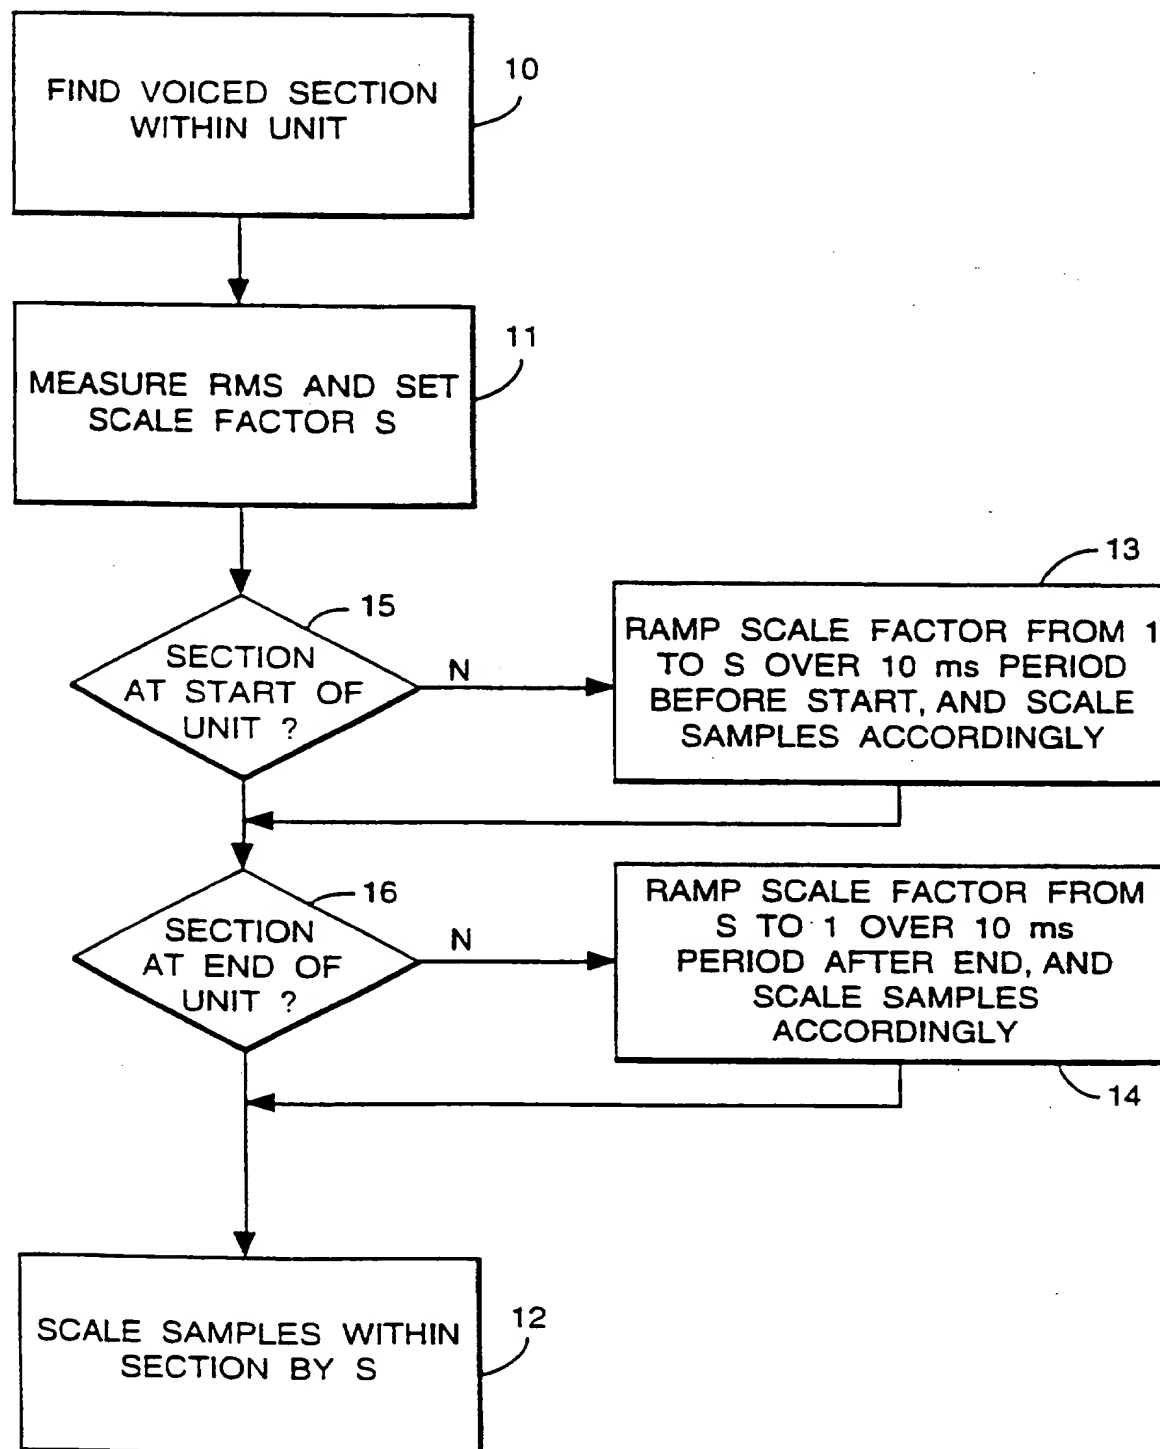 FIND VOICED SECTION
WITHIN UNIT
10
MEASURE RMS AND SET
SCALE FACTOR S
11
SECTION
AT START OF
UNIT ?
15
N
RAMP SCALE FACTOR FROM 1
TO S OVER 10 ms PERIOD
BEFORE START, AND SCALE
SAMPLES ACCORDINGLY
13
SECTION
AT END OF
UNIT ?
16
N
RAMP SCALE FACTOR FROM
S TO 1 OVER 10 ms
PERIOD AFTER END, AND
SCALE SAMPLES
ACCORDINGLY
14
SCALE SAMPLES WITHIN
SECTION BY S
12